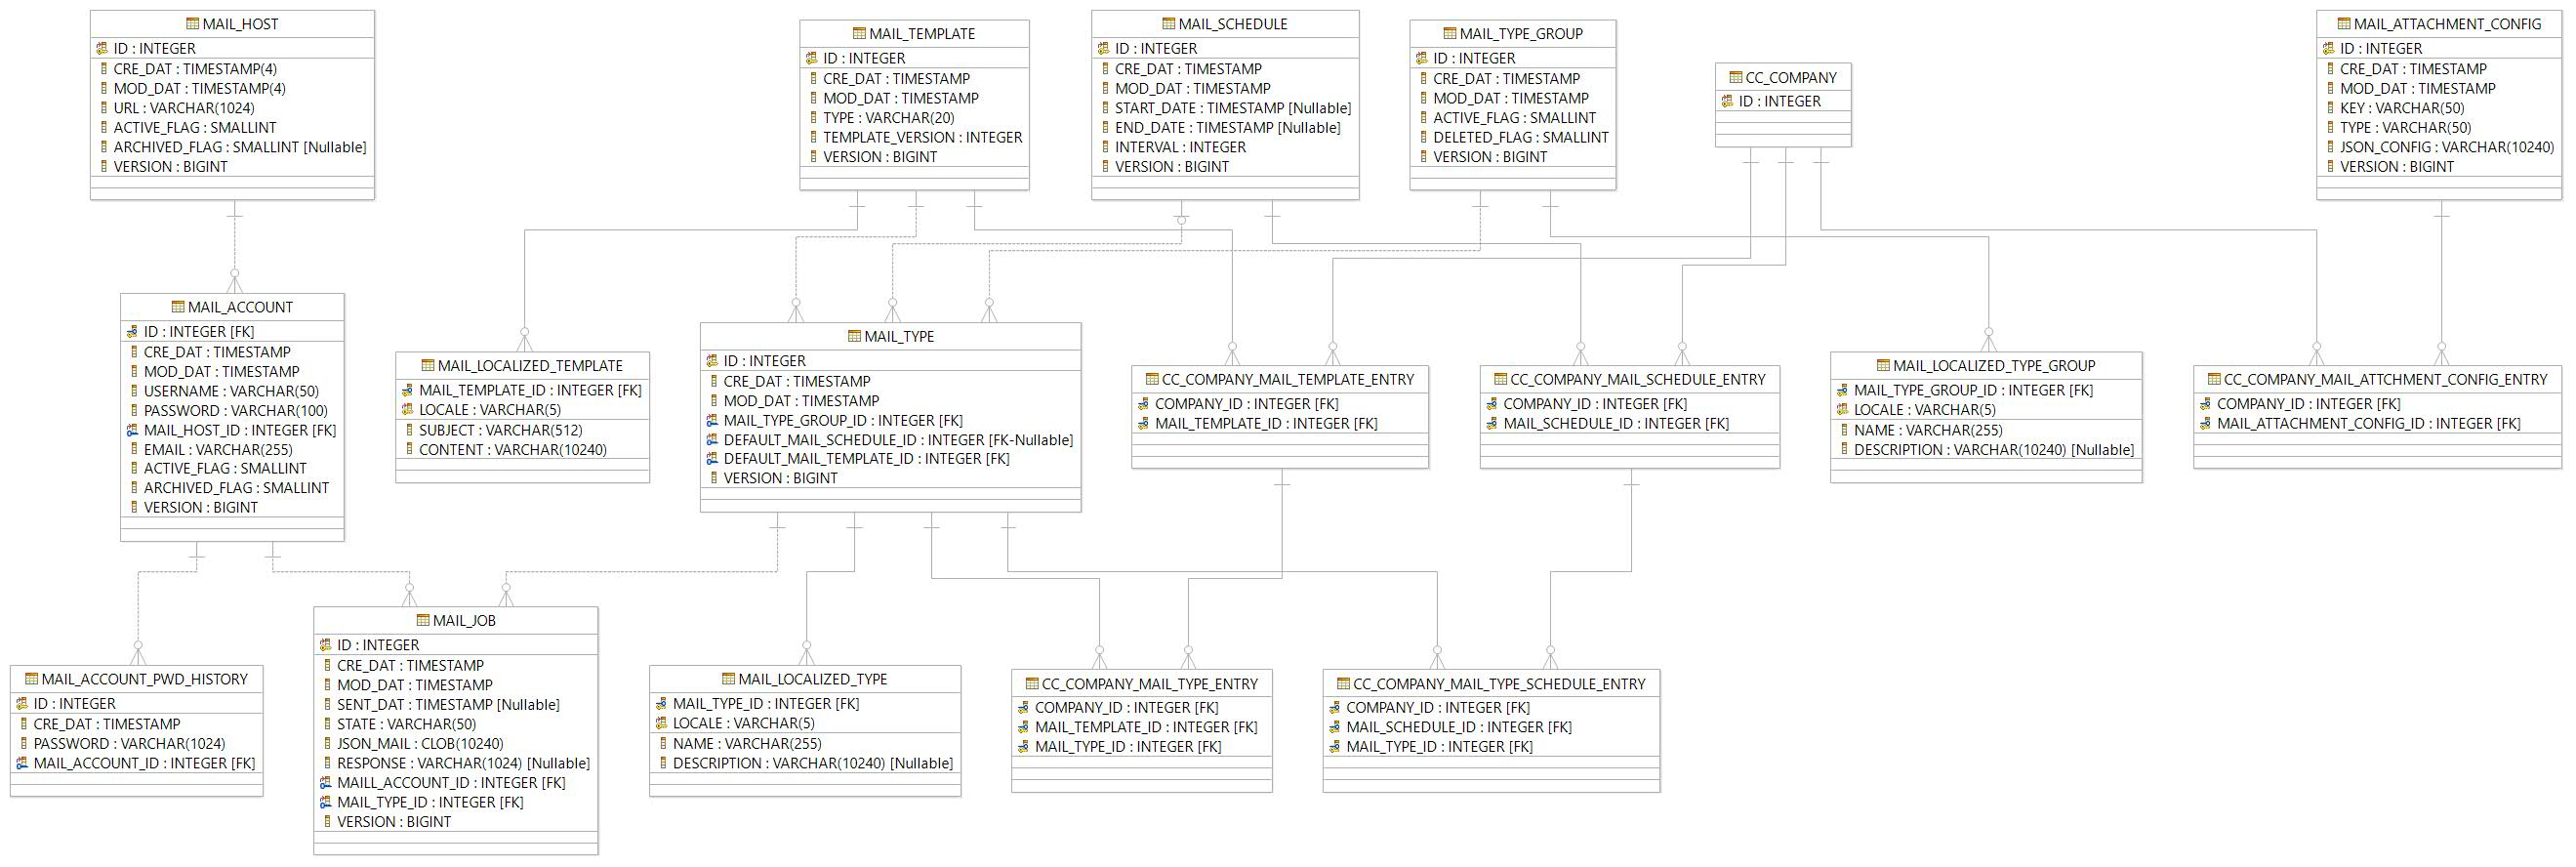 MAIL_HOST
ID : INTEGER
CRE_DAT : TIMESTAMP(4)
MOD_DAT : TIMESTAMP(4)
URL : VARCHAR(1024)
ACTIVE_FLAG : SMALLINT
ARCHIVED_FLAG : SMALLINT [Nullable]
VERSION : BIGINT
MAIL_TEMPLATE
ID : INTEGER
CRE_DAT : TIMESTAMP
MOD_DAT : TIMESTAMP
TYPE : VARCHAR(20)
TEMPLATE_VERSION : INTEGER
VERSION : BIGINT
MAIL_SCHEDULE
ID : INTEGER
CRE_DAT : TIMESTAMP
MOD_DAT : TIMESTAMP
START_DATE : TIMESTAMP [Nullable]
END_DATE : TIMESTAMP [Nullable]
INTERVAL : INTEGER
VERSION : BIGINT
MAIL_TYPE_GROUP
ID : INTEGER
CRE_DAT : TIMESTAMP
MOD_DAT : TIMESTAMP
ACTIVE_FLAG : SMALLINT
DELETED_FLAG : SMALLINT
VERSION : BIGINT
CC_COMPANY
ID : INTEGER
MAIL_ATTACHMENT_CONFIG
ID : INTEGER
CRE_DAT : TIMESTAMP
MOD_DAT : TIMESTAMP
KEY : VARCHAR(50)
TYPE : VARCHAR(50)
JSON_CONFIG : VARCHAR(10240)
VERSION : BIGINT
MAIL_ACCOUNT
ID : INTEGER [FK]
CRE_DAT : TIMESTAMP
MOD_DAT : TIMESTAMP
USERNAME : VARCHAR(50)
PASSWORD : VARCHAR(100)
MAIL_HOST_ID : INTEGER [FK]
EMAIL : VARCHAR(255)
ACTIVE_FLAG : SMALLINT
ARCHIVED_FLAG : SMALLINT
VERSION : BIGINT
MAIL_LOCALIZED_TEMPLATE
MAIL_TEMPLATE_ID : INTEGER [FK]
LOCALE : VARCHAR(5)
SUBJECT : VARCHAR(512)
CONTENT : VARCHAR(10240)
MAIL_TYPE
ID : INTEGER
CRE_DAT : TIMESTAMP
MOD_DAT : TIMESTAMP
MAIL_TYPE_GROUP_ID : INTEGER [FK]
DEFAULT_MAIL_SCHEDULE_ID : INTEGER [FK-Nullable]
DEFAULT_MAIL_TEMPLATE_ID : INTEGER [FK]
VERSION : BIGINT
CC_COMPANY_MAIL_TEMPLATE_ENTRY
COMPANY_ID : INTEGER [FK]
MAIL_TEMPLATE_ID : INTEGER [FK]
CC_COMPANY_MAIL_SCHEDULE_ENTRY
COMPANY_ID : INTEGER [FK]
MAIL_SCHEDULE_ID : INTEGER [FK]
MAIL_LOCALIZED_TYPE_GROUP
MAIL_TYPE_GROUP_ID : INTEGER [FK]
LOCALE : VARCHAR(5)
NAME : VARCHAR(255)
DESCRIPTION : VARCHAR(10240) [Nullable]
CC_COMPANY_MAIL_ATTCHMENT_CONFIG_ENTRY
COMPANY_ID : INTEGER [FK]
MAIL_ATTACHMENT_CONFIG_ID : INTEGER [FK]
MAIL_ACCOUNT_PWD_HISTORY
ID : INTEGER
CRE_DAT : TIMESTAMP
PASSWORD : VARCHAR(1024)
MAIL_ACCOUNT_ID : INTEGER [FK]
MAIL_JOB
ID : INTEGER
CRE_DAT : TIMESTAMP
MOD_DAT : TIMESTAMP
SENT_DAT : TIMESTAMP [Nullable]
STATE : VARCHAR(50)
JSON_MAIL : CLOB(10240)
RESPONSE : VARCHAR(1024) [Nullable]
MAILL_ACCOUNT_ID : INTEGER [FK]
MAIL_TYPE_ID : INTEGER [FK]
VERSION : BIGINT
MAIL_LOCALIZED_TYPE
MAIL_TYPE_ID : INTEGER [FK]
LOCALE : VARCHAR(5)
NAME : VARCHAR(255)
DESCRIPTION : VARCHAR(10240) [Nullable]
CC_COMPANY_MAIL_TYPE_ENTRY
COMPANY_ID : INTEGER [FK]
MAIL_TEMPLATE_ID : INTEGER [FK]
MAIL_TYPE_ID : INTEGER [FK]
CC_COMPANY_MAIL_TYPE_SCHEDULE_ENTRY
COMPANY_ID : INTEGER [FK]
MAIL_SCHEDULE_ID : INTEGER [FK]
MAIL_TYPE_ID : INTEGER [FK]